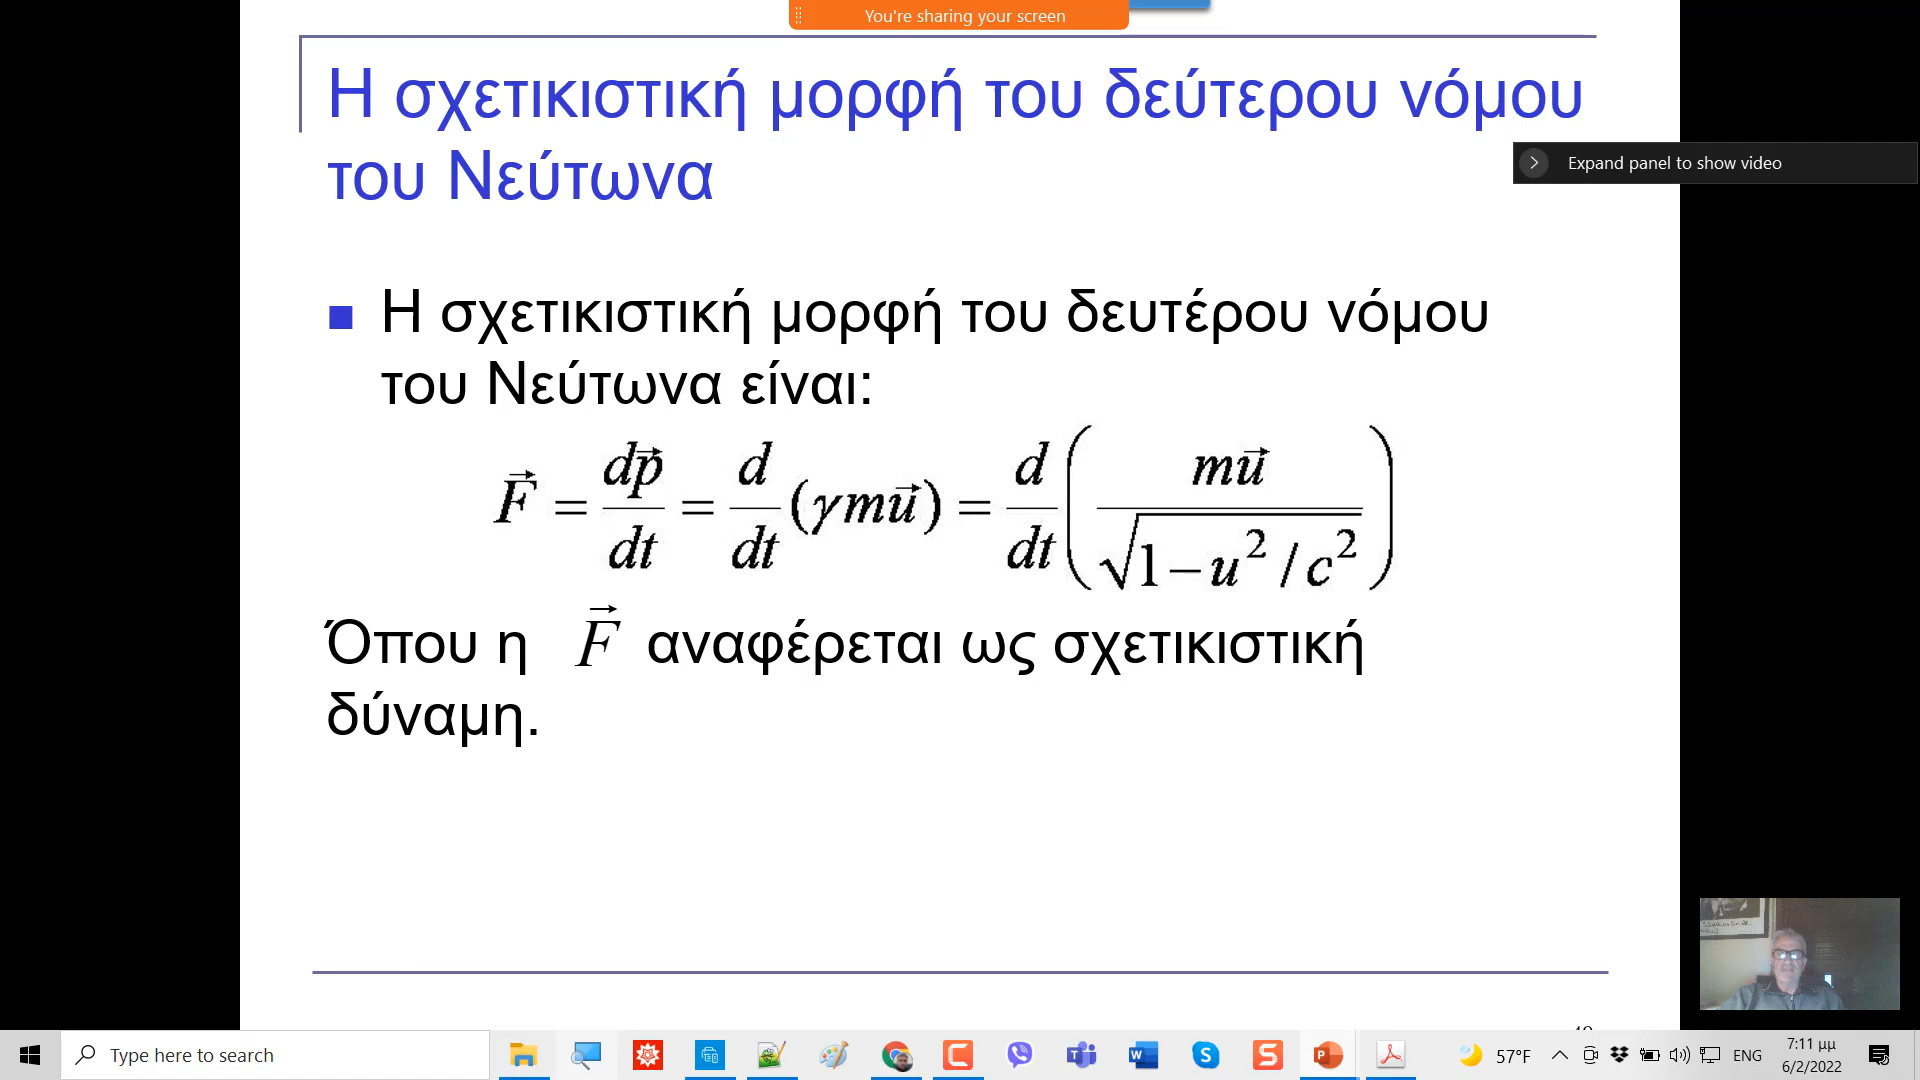 You're sharing your screen
Η σχετικιστική μορφή του δεύτερου νόμου
του Νεύτωνα
Expand panel to show video
Η σχετικιστική μορφή του δευτέρου νόμου
του Νεύτωνα είναι:
F⃗ = dp⃗/dt = d/dt (γmu⃗) = d/dt ( mu⃗ / √1 − u² / c² )
Όπου η F⃗ αναφέρεται ως σχετικιστική
δύναμη.
Type here to search
57°F
ENG
7:11 μμ
6/2/2022